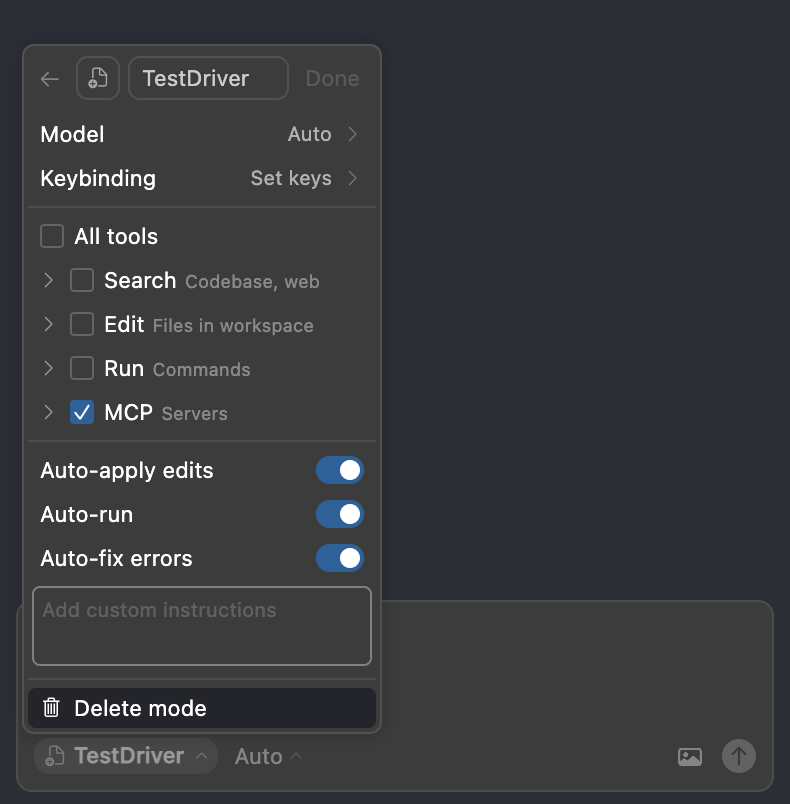 TestDriver Done
Model Auto
Keybinding Set keys
All tools
Search Codebase, web
Edit Files in workspace
Run Commands
MCP Servers
Auto-apply edits
Auto-run
Auto-fix errors
Add custom instructions
Delete mode
TestDriver Auto